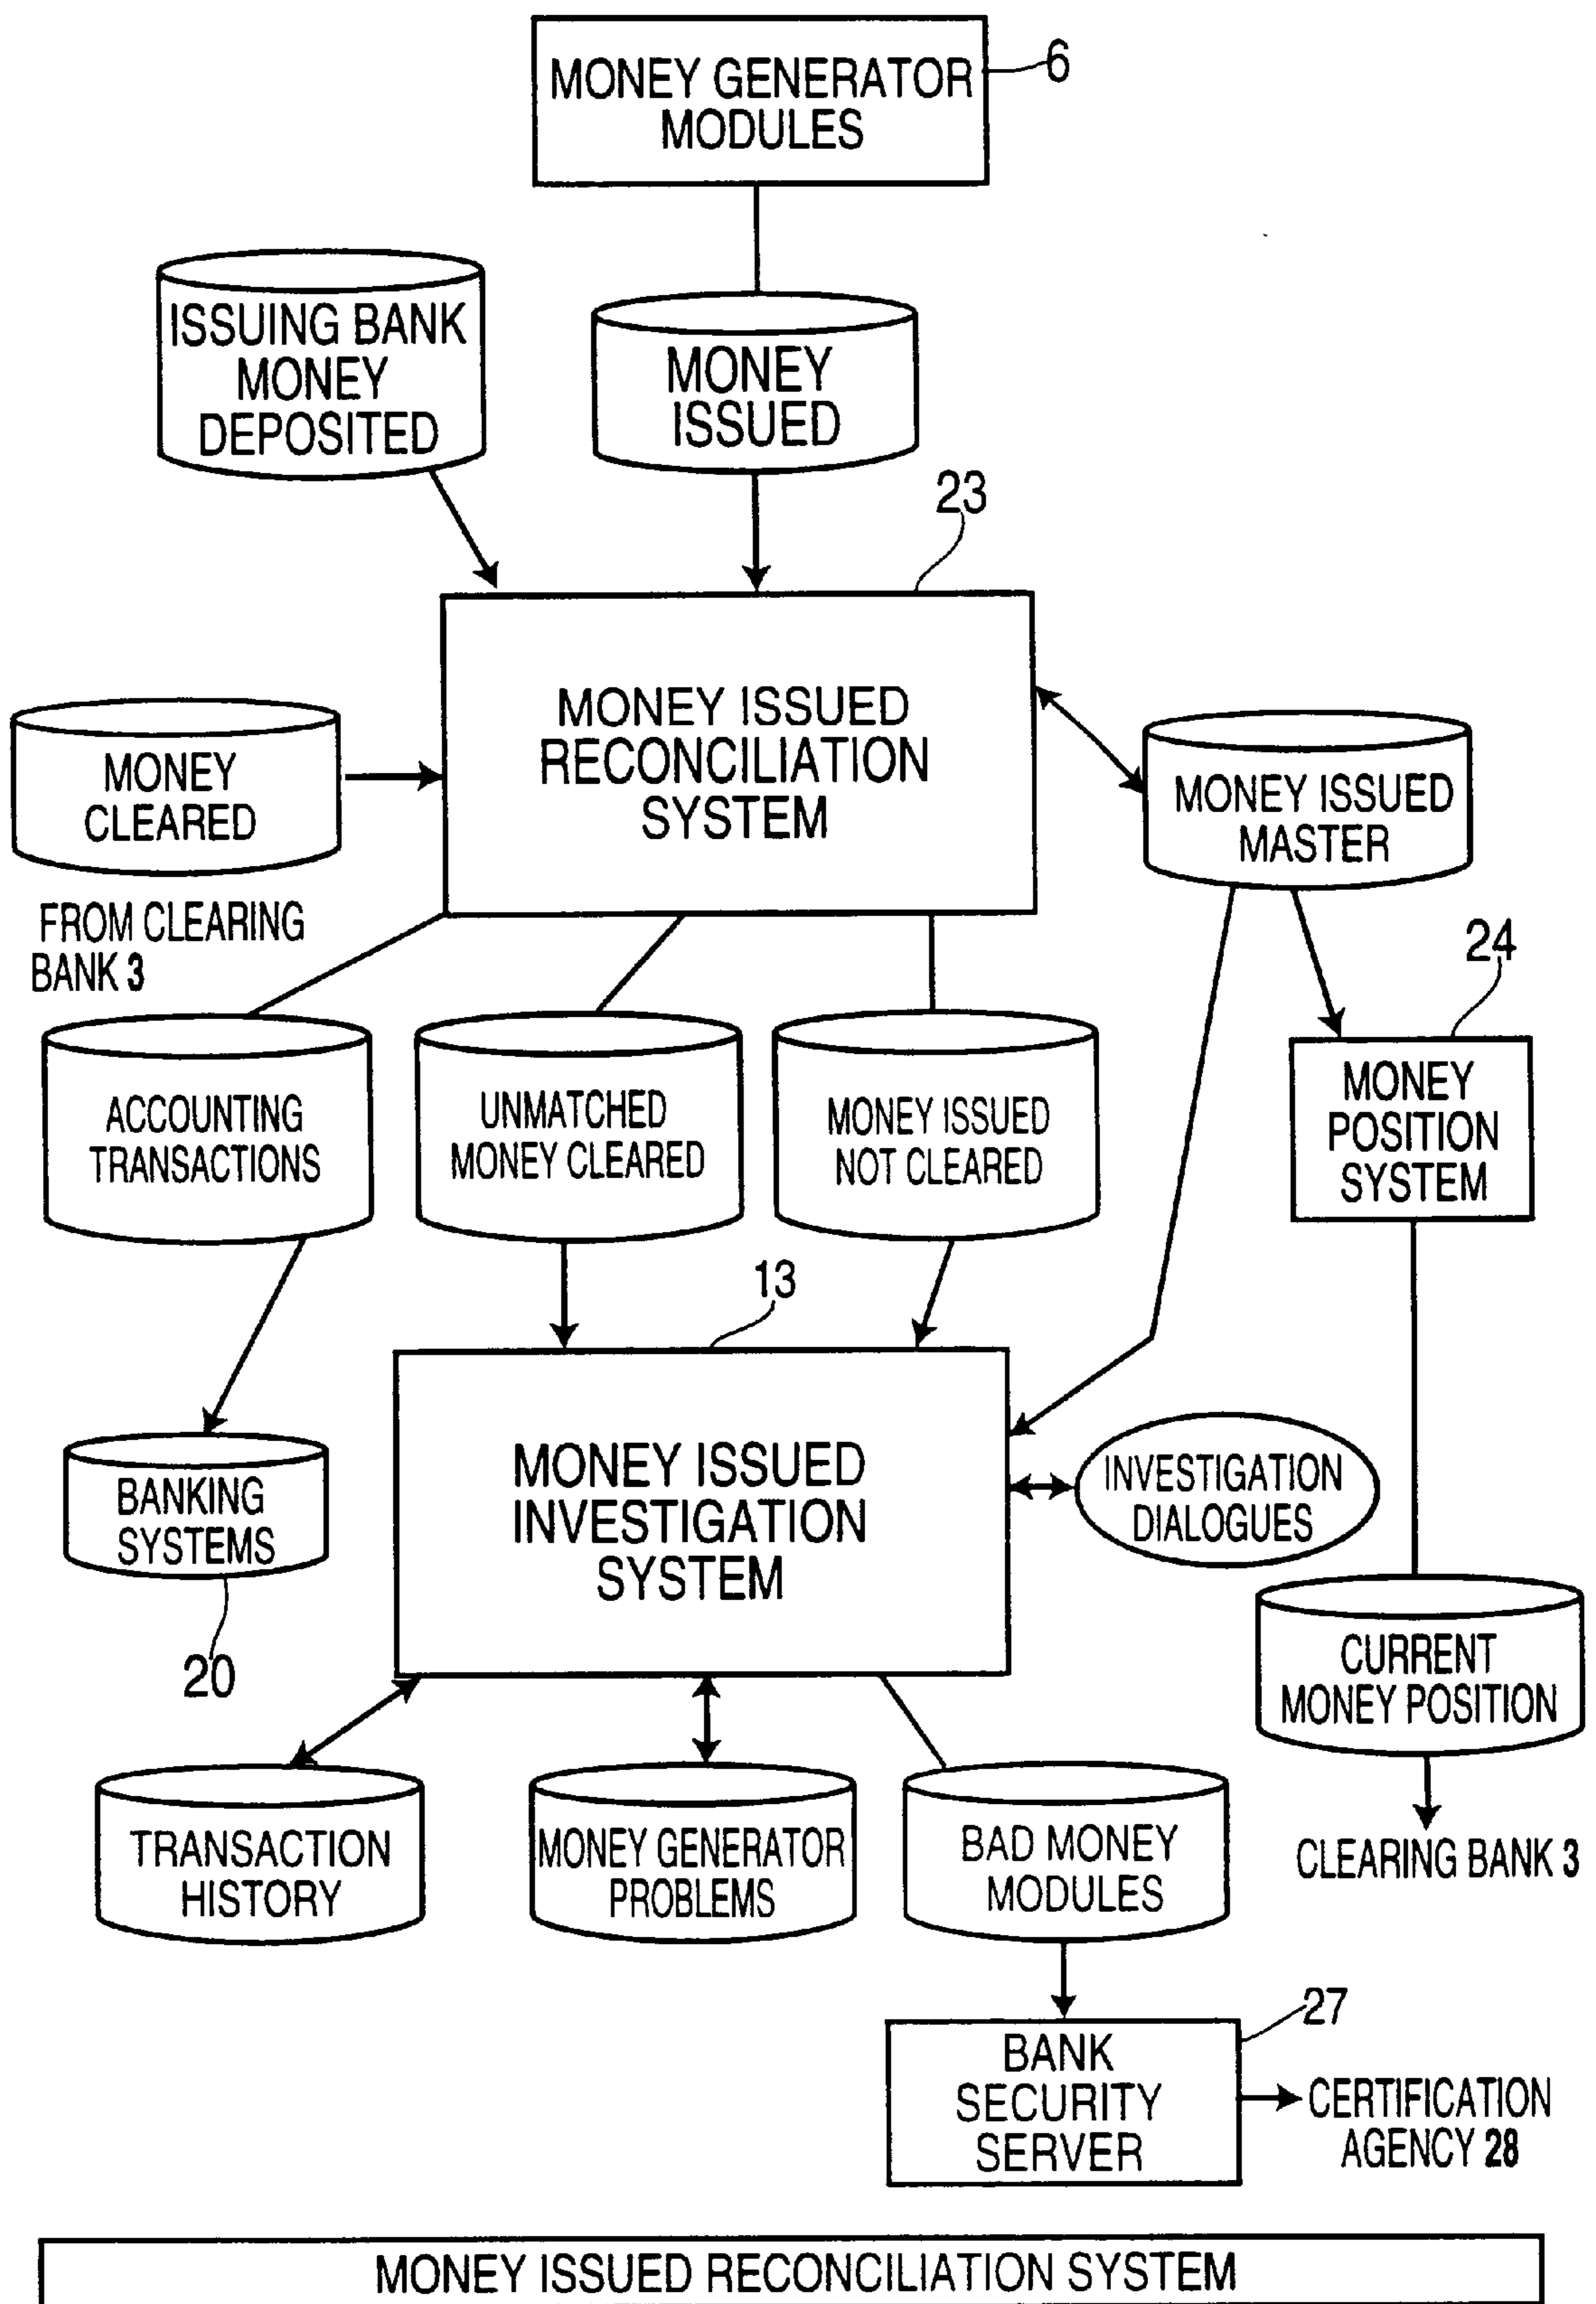 MONEY GENERATOR
MODULES
6
ISSUING BANK
MONEY
DEPOSITED
MONEY
ISSUED
23
MONEY ISSUED
RECONCILIATION
SYSTEM
MONEY
CLEARED
FROM CLEARING
BANK 3
MONEY ISSUED
MASTER
24
ACCOUNTING
TRANSACTIONS
UNMATCHED
MONEY CLEARED
MONEY ISSUED
NOT CLEARED
MONEY
POSITION
SYSTEM
13
BANKING
SYSTEMS
20
MONEY ISSUED
INVESTIGATION
SYSTEM
INVESTIGATION
DIALOGUES
CURRENT
MONEY POSITION
TRANSACTION
HISTORY
MONEY GENERATOR
PROBLEMS
BAD MONEY
MODULES
CLEARING BANK 3
27
BANK
SECURITY
SERVER
CERTIFICATION
AGENCY 28
MONEY ISSUED RECONCILIATION SYSTEM